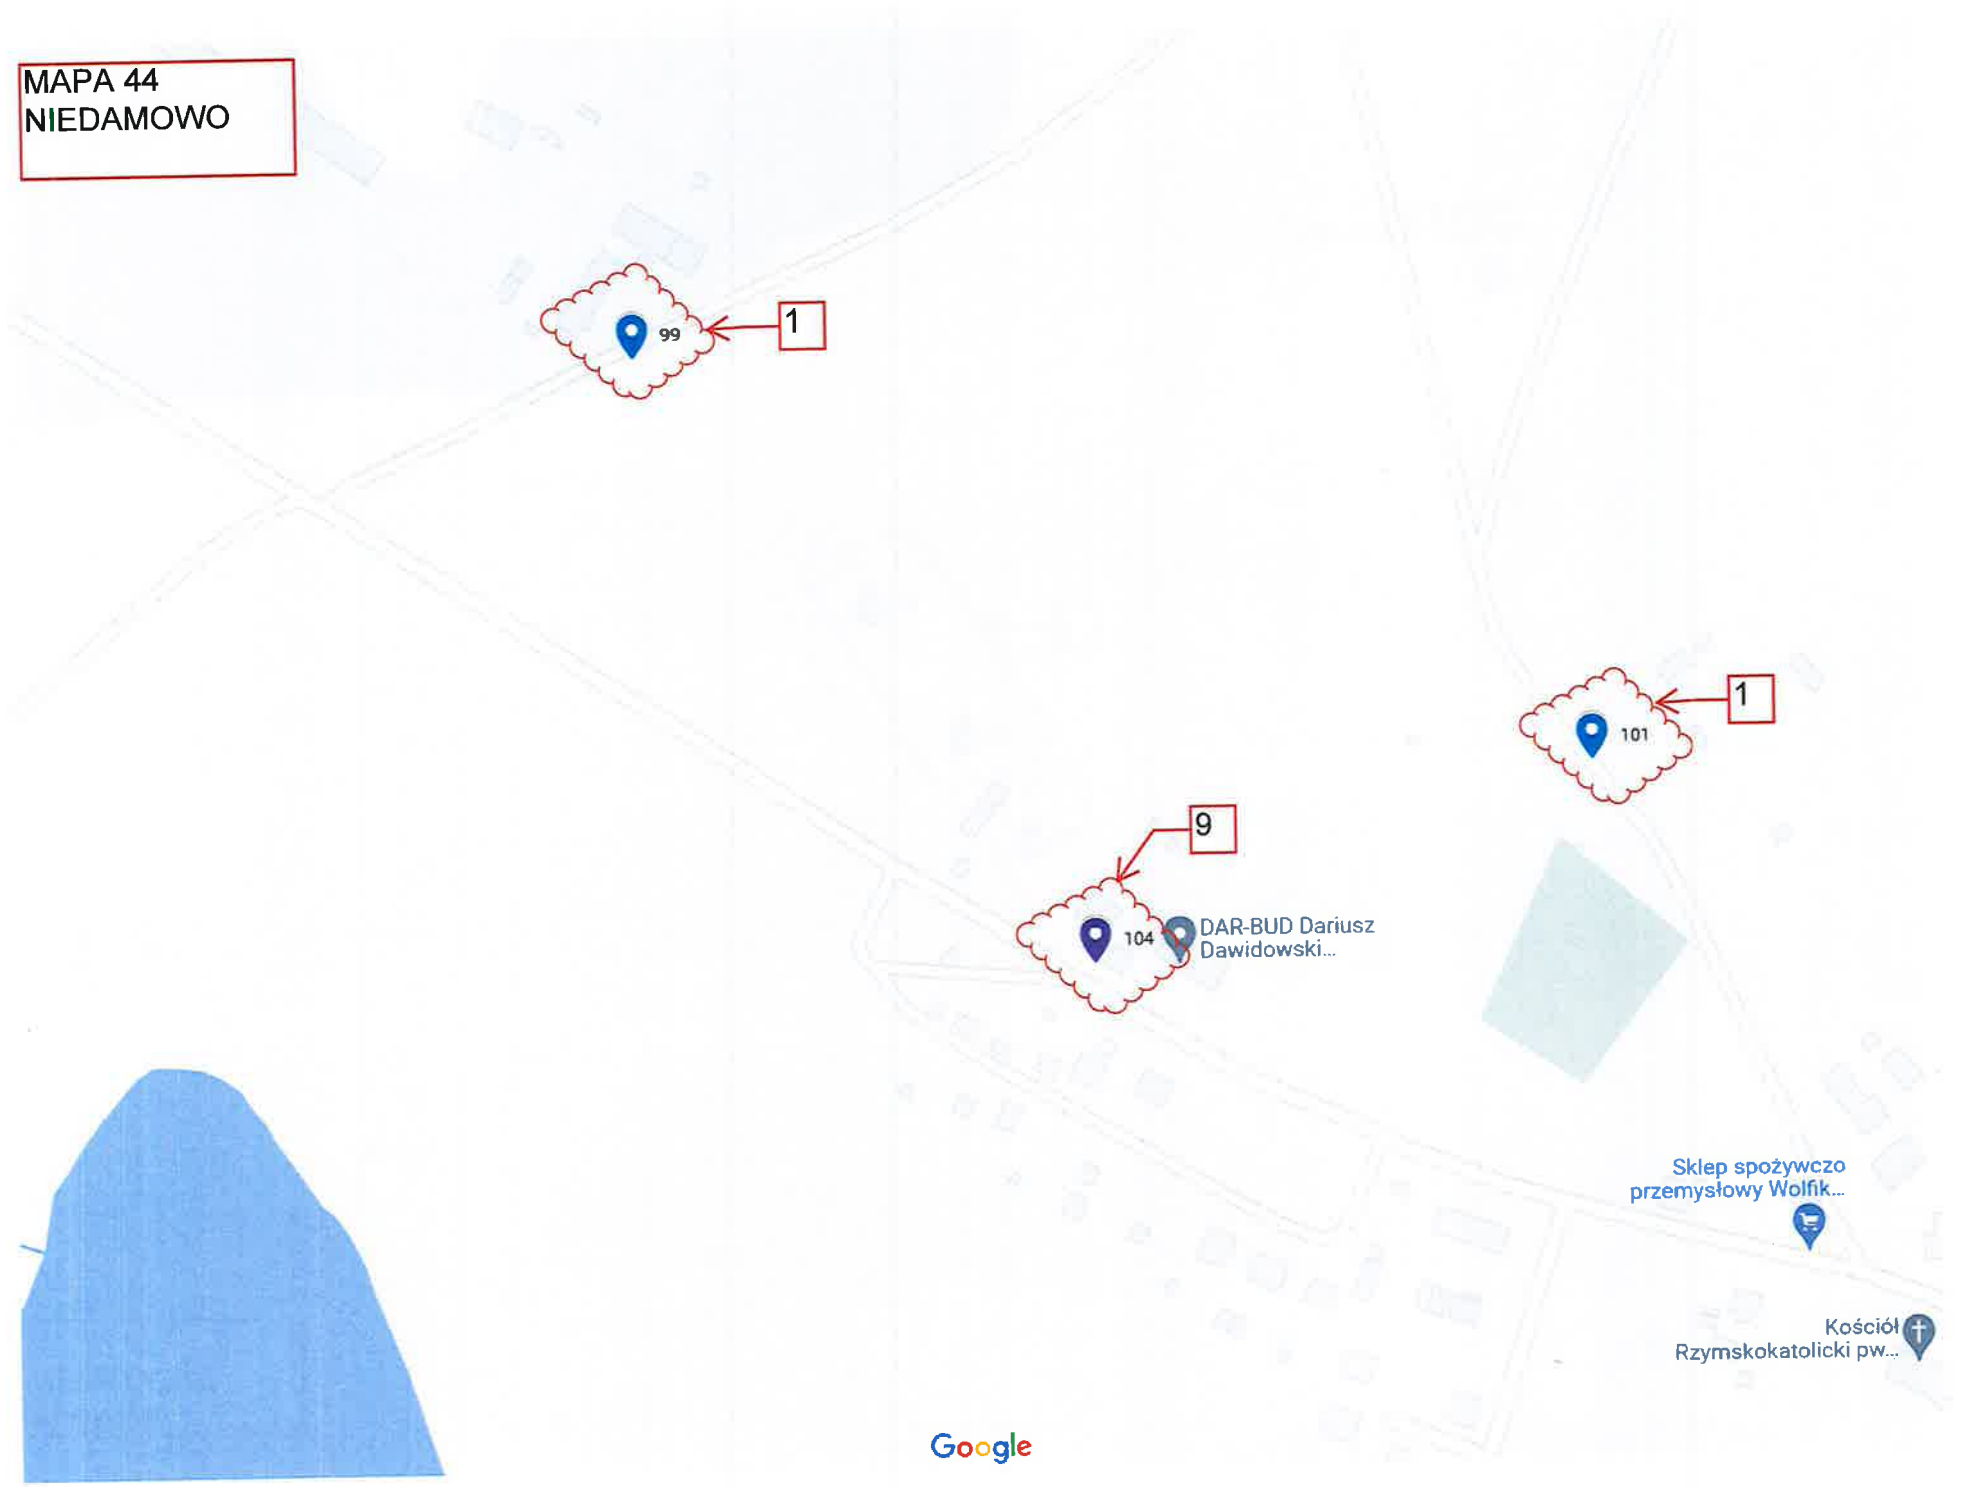 MAPA 44
NIEDAMOWO
99
1
1
101
9
104
DAR-BUD Dariusz
Dawidowski...
Sklep spożywczo
przemysłowy Wolfik...
Kościół
Rzymskokatolicki pw...
Google